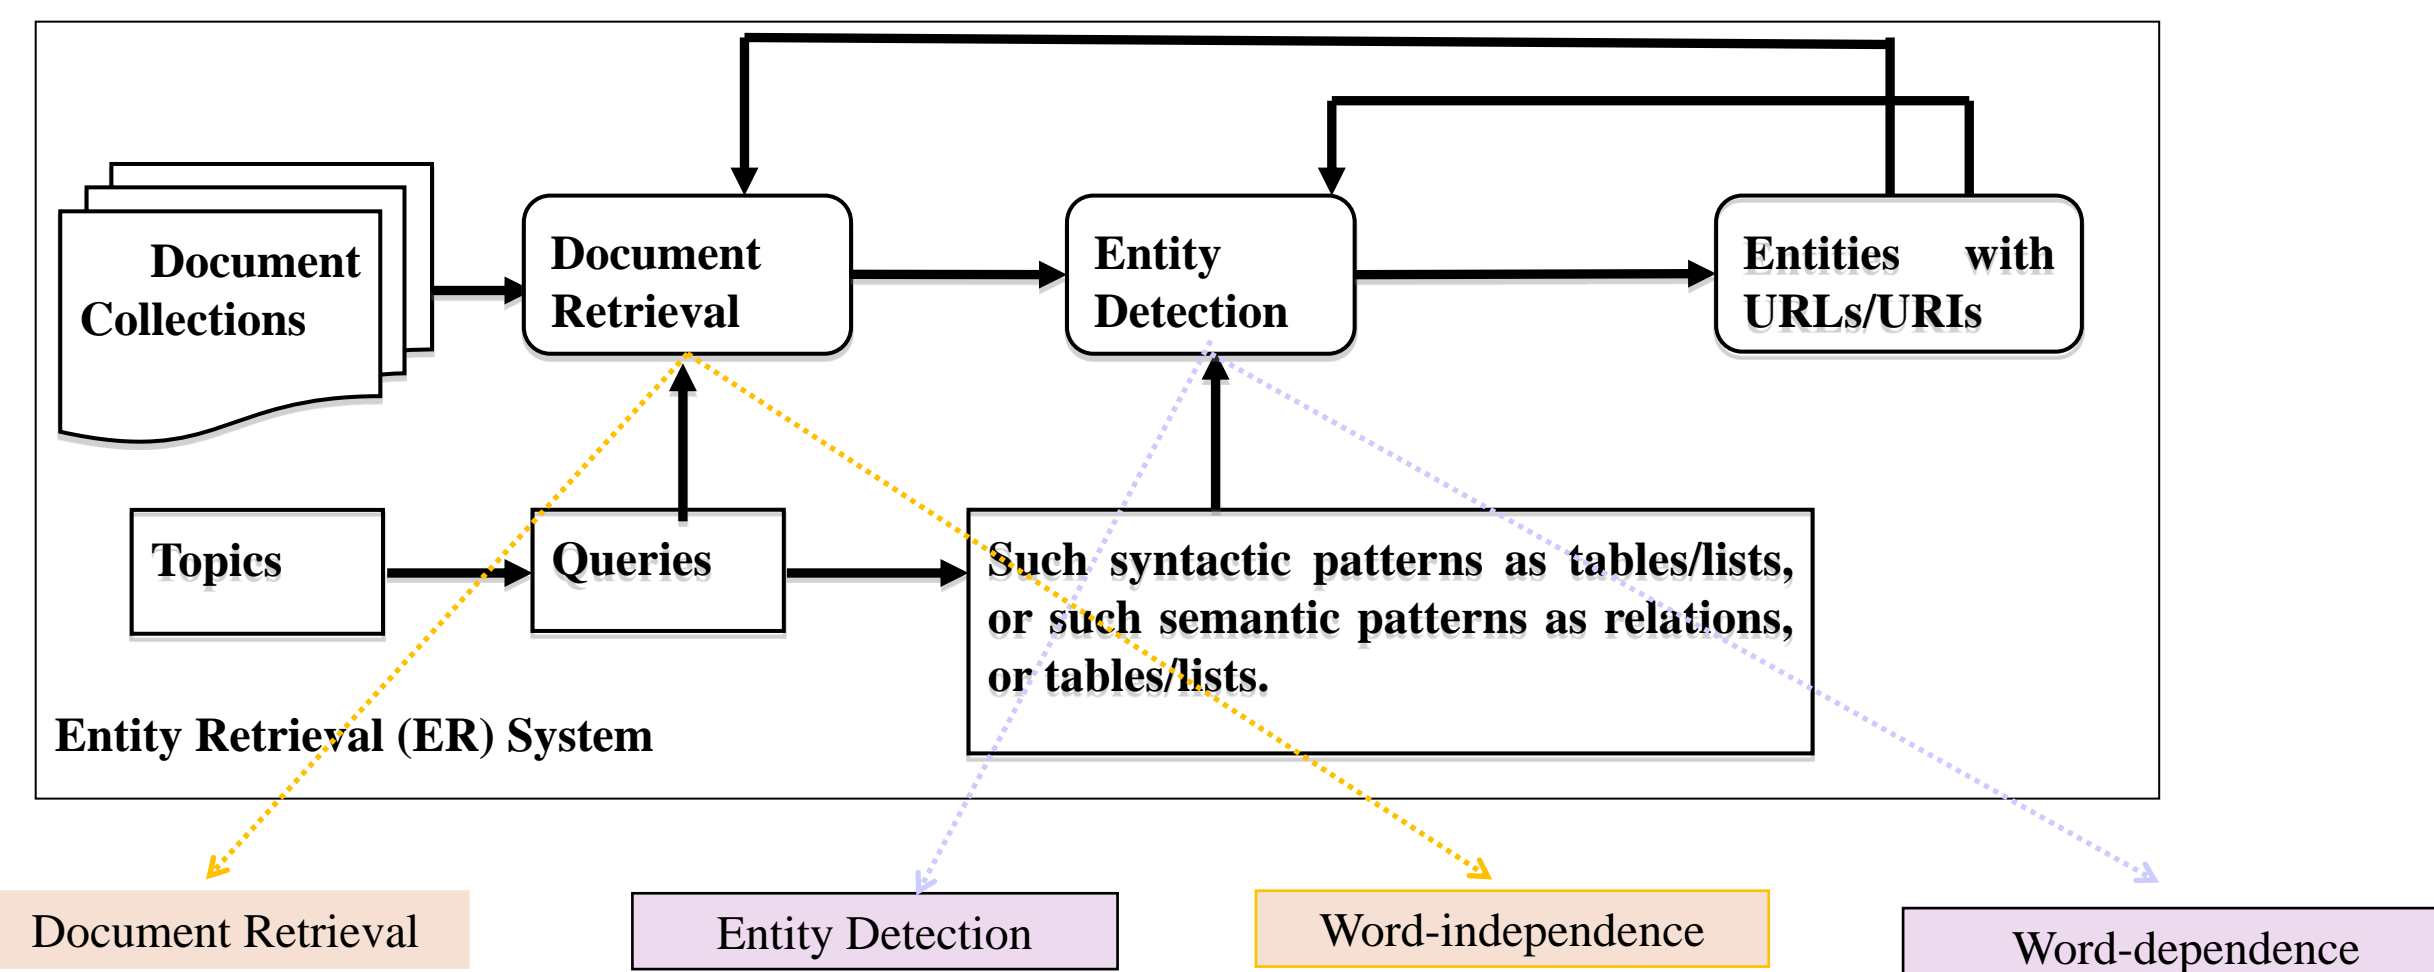 Document
Collections
Document
Retrieval
Entity
Detection
Entities with
URLs/URIs
Topics
Queries
Such syntactic patterns as tables/lists,
or such semantic patterns as relations,
or tables/lists.
Entity Retrieval (ER) System
Document Retrieval
Entity Detection
Word-independence
Word-dependence